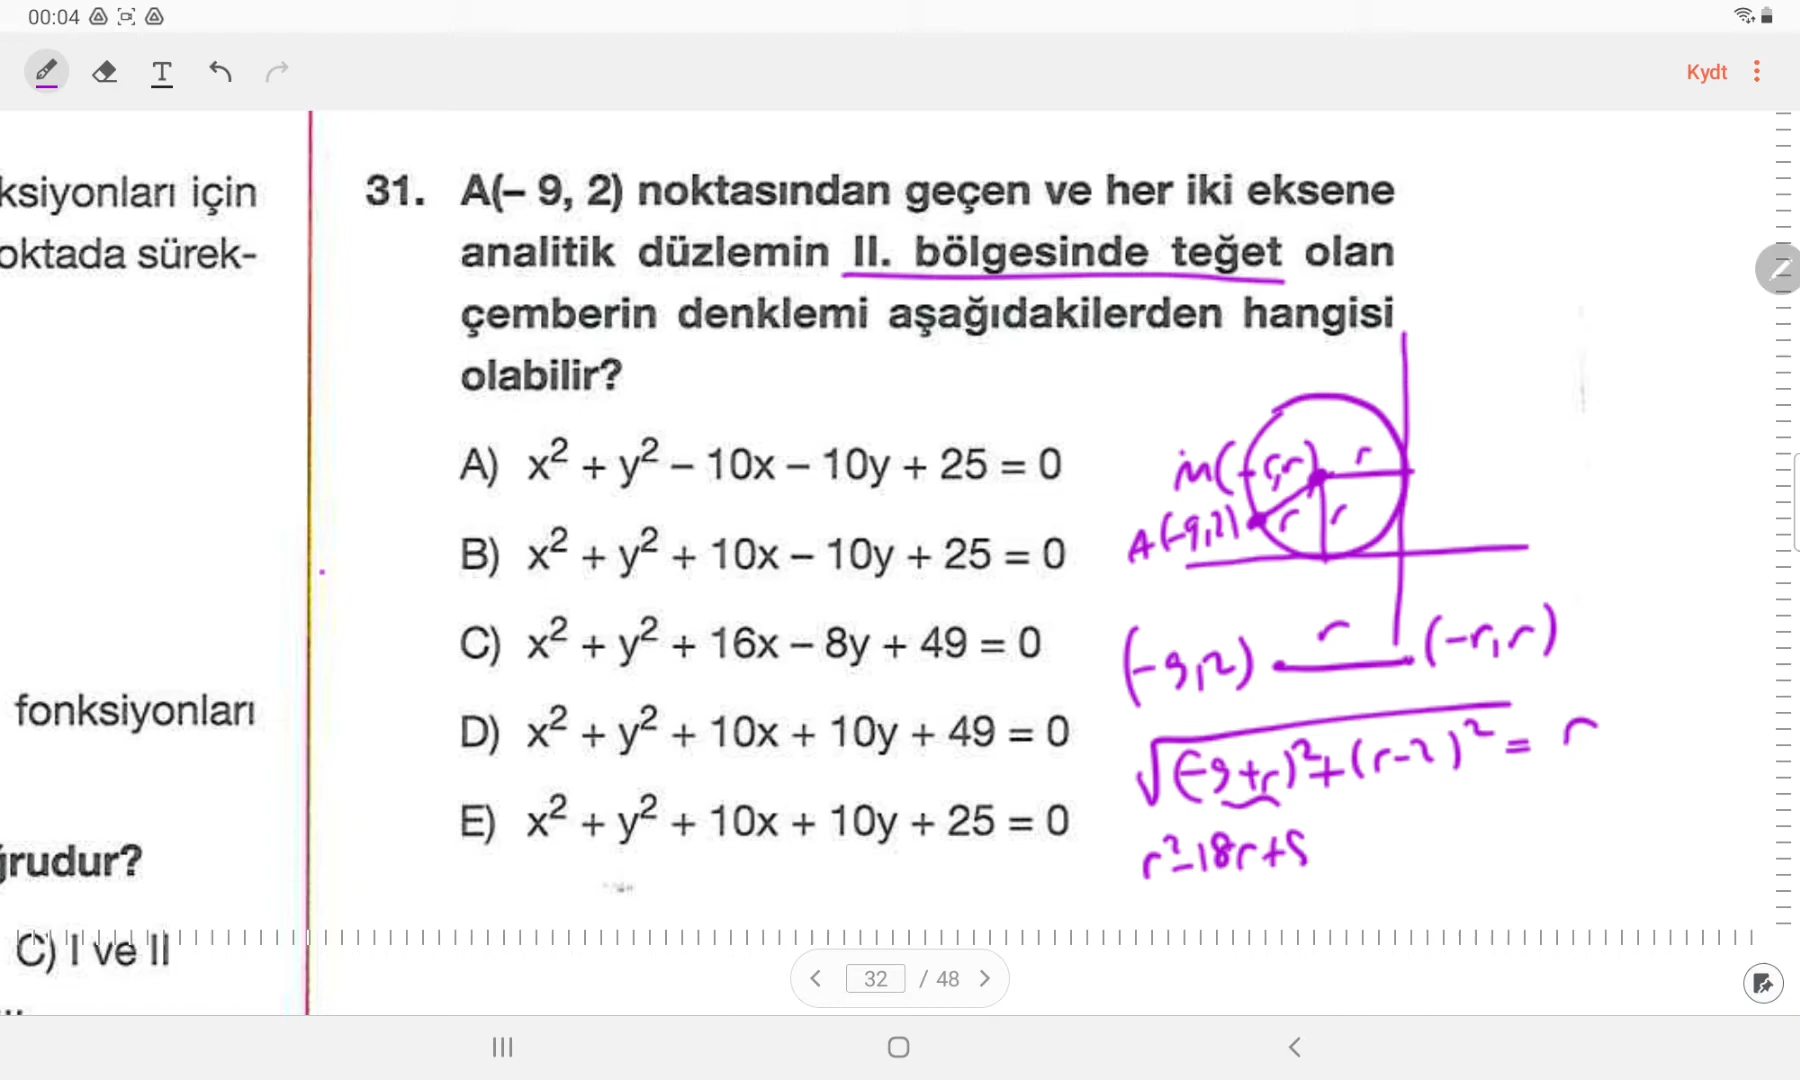 00:04
Kydt
ksiyonları için
oktada sürek-
fonksiyonları
ğrudur?
C) I ve II
31. A(– 9, 2) noktasından geçen ve her iki eksene
analitik düzlemin II. bölgesinde teğet olan
çemberin denklemi aşağıdakilerden hangisi
olabilir?
A) x² + y² – 10x – 10y + 25 = 0
B) x² + y² + 10x – 10y + 25 = 0
C) x² + y² + 16x – 8y + 49 = 0
D) x² + y² + 10x + 10y + 49 = 0
E) x² + y² + 10x + 10y + 25 = 0
m(-r,r) r
A(-9,2) r r
(-9,2) r (-r,r)
√(-9+r)²+(r-2)² = r
r²-18r+8
32 / 48